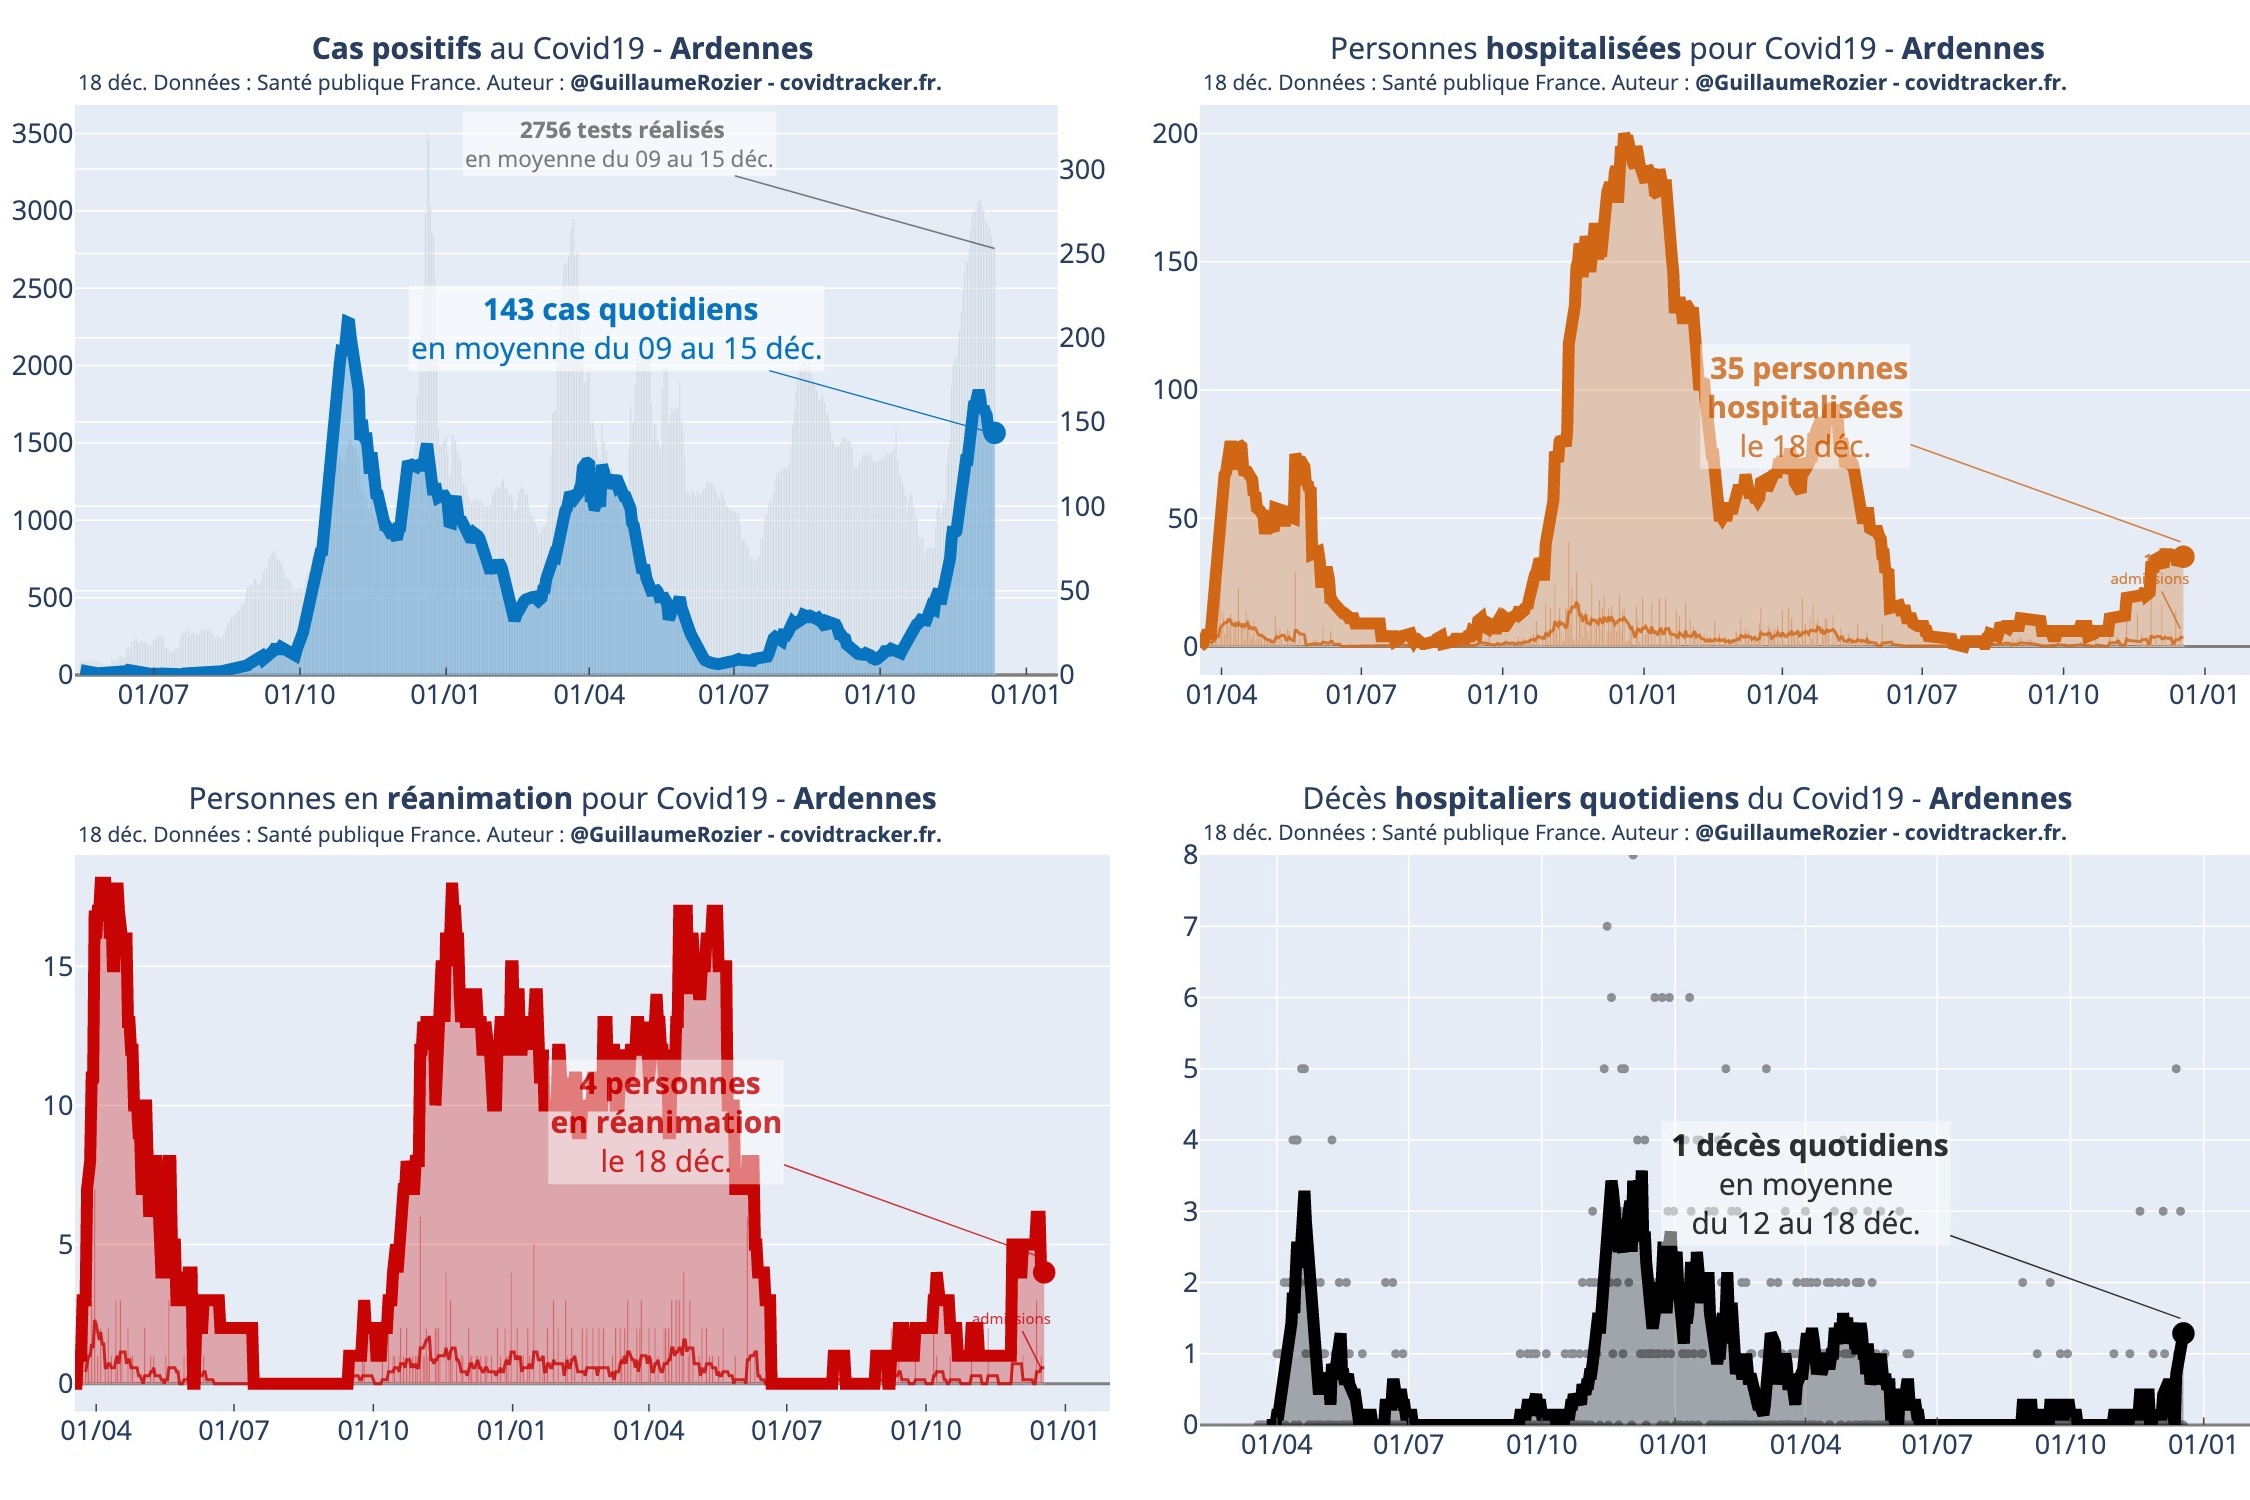 Cas positifs au Covid19 - Ardennes
18 déc. Données : Santé publique France. Auteur : @GuillaumeRozier - covidtracker.fr.
2756 tests réalisés
en moyenne du 09 au 15 déc.
143 cas quotidiens
en moyenne du 09 au 15 déc.
3500
3000
2500
2000
1500
1000
500
0
300
250
200
150
100
50
0
01/07
01/10
01/01
01/04
01/07
01/10
01/01
Personnes hospitalisées pour Covid19 - Ardennes
18 déc. Données : Santé publique France. Auteur : @GuillaumeRozier - covidtracker.fr.
200
150
100
50
0
35 personnes
hospitalisées
le 18 déc.
admissions
01/04
01/07
01/10
01/01
01/04
01/07
01/10
01/01
Personnes en réanimation pour Covid19 - Ardennes
18 déc. Données : Santé publique France. Auteur : @GuillaumeRozier - covidtracker.fr.
15
10
5
0
4 personnes
en réanimation
le 18 déc.
admissions
01/04
01/07
01/10
01/01
01/04
01/07
01/10
01/01
Décès hospitaliers quotidiens du Covid19 - Ardennes
18 déc. Données : Santé publique France. Auteur : @GuillaumeRozier - covidtracker.fr.
8
7
6
5
4
3
2
1
0
1 décès quotidiens
en moyenne
du 12 au 18 déc.
01/04
01/07
01/10
01/01
01/04
01/07
01/10
01/01